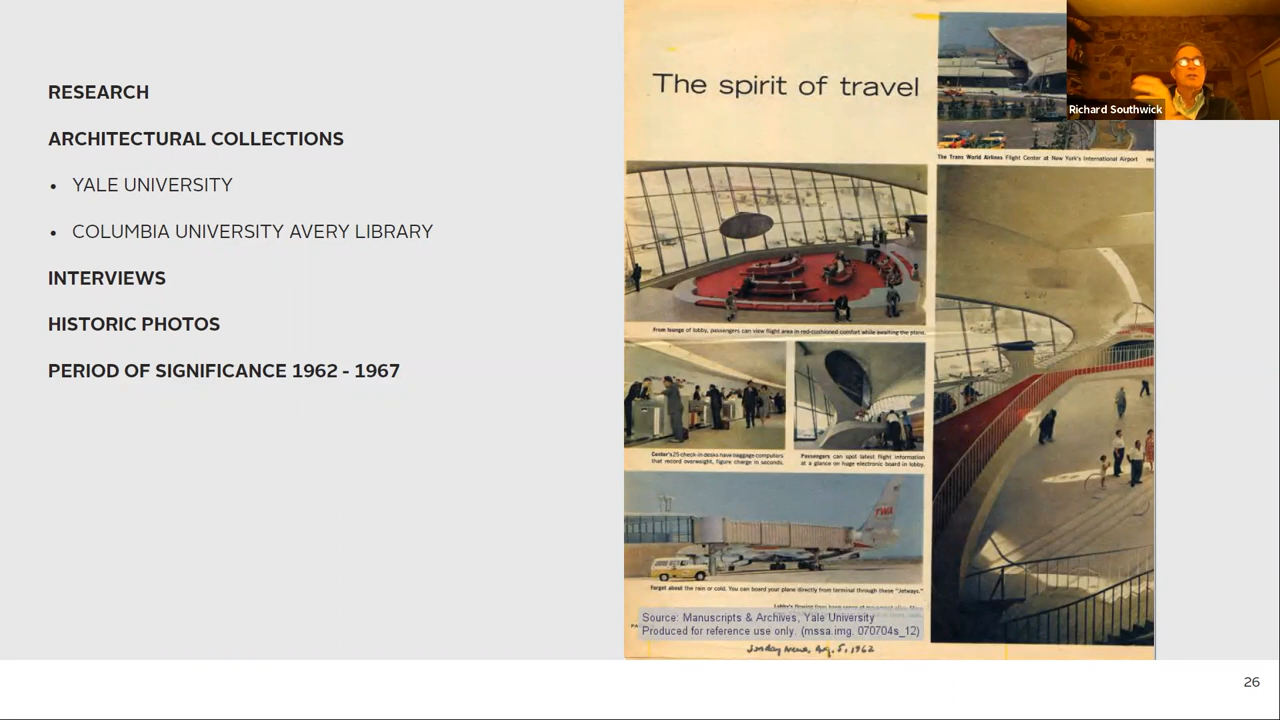 RESEARCH
ARCHITECTURAL COLLECTIONS
• YALE UNIVERSITY
• COLUMBIA UNIVERSITY AVERY LIBRARY
INTERVIEWS
HISTORIC PHOTOS
PERIOD OF SIGNIFICANCE 1962 - 1967
The spirit of travel
Richard Southwick
The Trans World Airlines Flight Center at New York's International Airport
From lounge of lobby, passengers can view flight area in red-cushioned comfort while awaiting the plane.
Center's 25 check-in desks have baggage computers
that record overweight, figure charge in seconds.
Passengers can spot latest flight information
at a glance on huge electronic board in lobby.
TWA
Forget about the rain or cold. You can board your plane directly from terminal through these "Jetways."
Source: Manuscripts & Archives, Yale University
Produced for reference use only. (mssa.img. 070704s_12)
Sunday News, Aug. 5, 1962
26